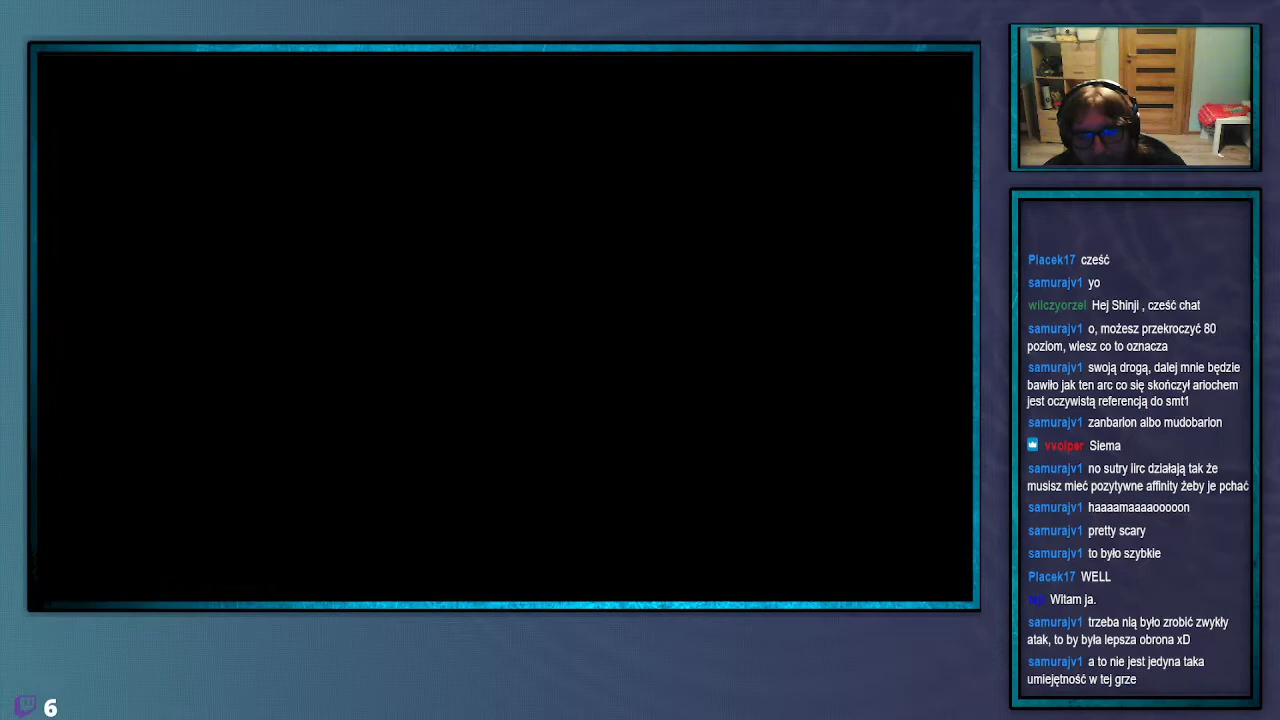 Placek17 cześć
samurajv1 yo
wilczyorzel Hej Shinji , cześć chat
samurajv1 o, możesz przekroczyć 80
poziom, wiesz co to oznacza
samurajv1 swoją drogą, dalej mnie będzie
bawiło jak ten arc co się skończył ariochem
jest oczywistą referencją do smt1
samurajv1 zanbarion albo mudobarion
vvolper Siema
samurajv1 no sutry iirc działają tak że
musisz mieć pozytywne affinity żeby je pchać
samurajv1 haaaamaaaaooooon
samurajv1 pretty scary
samurajv1 to było szybkie
Placek17 WELL
Witam ja.
samurajv1 trzeba nią było zrobić zwykły
atak, to by była lepsza obrona xD
samurajv1 a to nie jest jedyna taka
umiejętność w tej grze
6